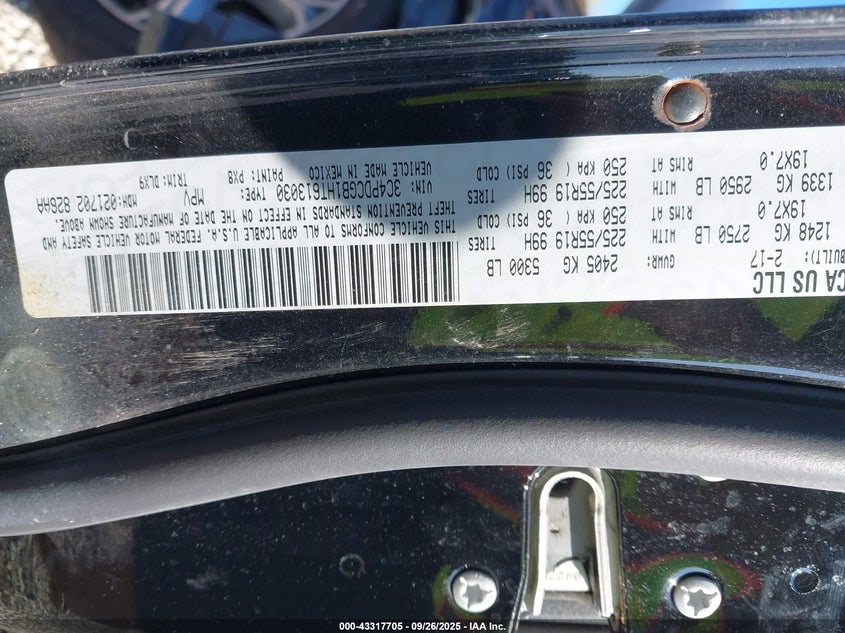 CA US LLC
BUILT): 2-17 GVWR: 2405 KG 5300 LB
1248 KG 2750 LB WITH TIRES 225/55R19 99H
19X7.0 RIMS AT 250 KPA ( 36 PSI) COLD
1339 KG 2950 LB WITH TIRES 225/55R19 99H
19X7.0 RIMS AT 250 KPA ( 36 PSI) COLD
THIS VEHICLE CONFORMS TO ALL APPLICABLE U.S.A. FEDERAL MOTOR VEHICLE SAFETY AND
THEFT PREVENTION STANDARDS IN EFFECT ON THE DATE OF MANUFACTURE SHOWN ABOVE.
VIN: 3C4PDCGB1HT613030 TYPE: MPV MDH:021702 826AA
VEHICLE MADE IN MEXICO PAINT: PX8 TRIM: DLX9
000-43317705 - 09/26/2025 - IAA Inc.